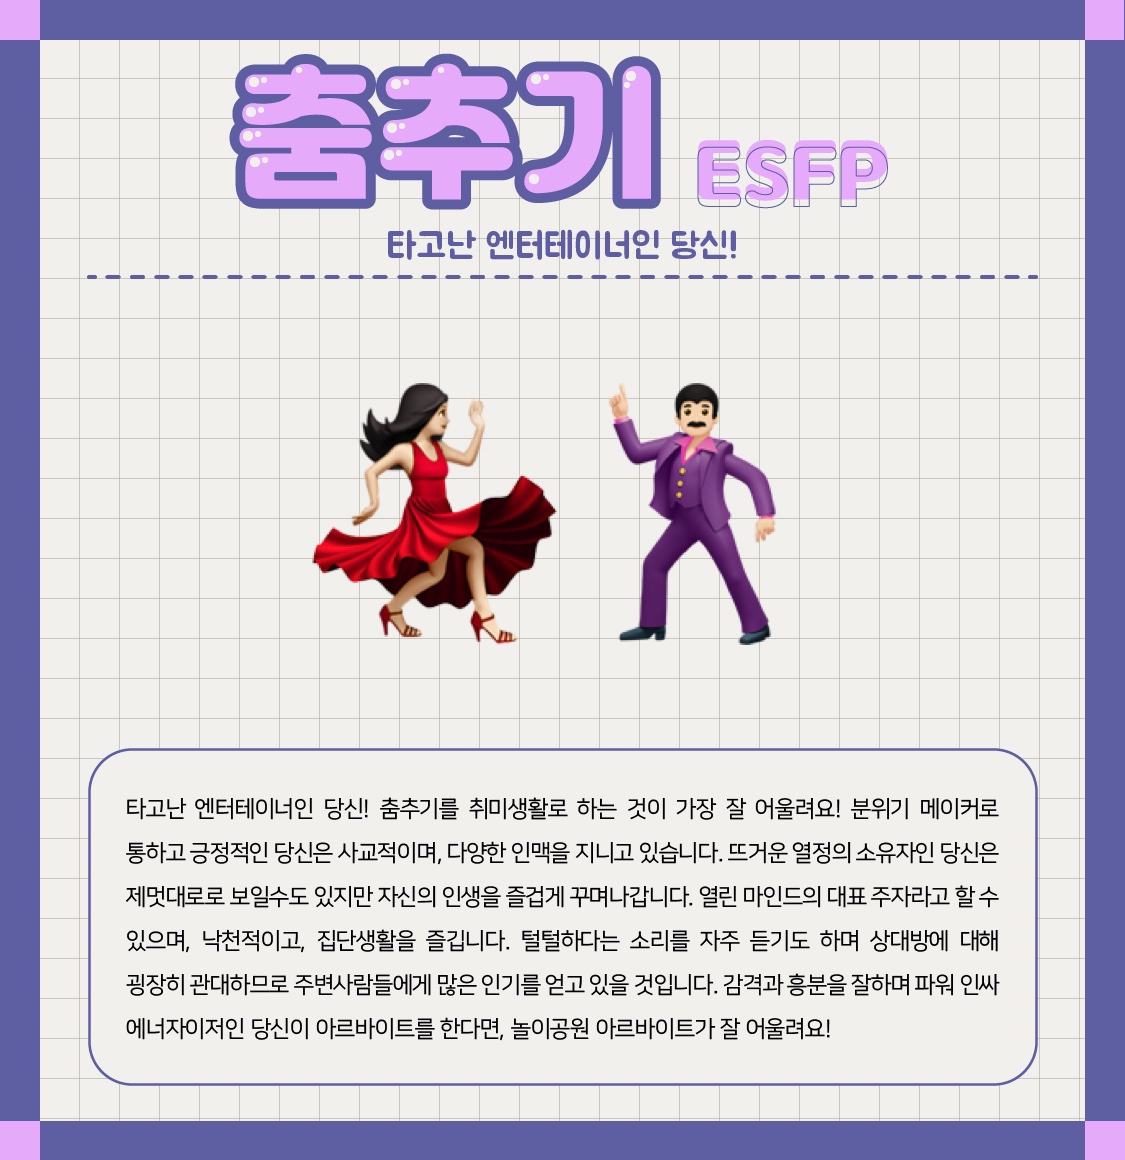 춤추기 ESFP
타고난 엔터테이너인 당신!
타고난 엔터테이너인 당신! 춤추기를 취미생활로 하는 것이 가장 잘 어울려요! 분위기 메이커로
통하고 긍정적인 당신은 사교적이며, 다양한 인맥을 지니고 있습니다. 뜨거운 열정의 소유자인 당신은
제멋대로로 보일수도 있지만 자신의 인생을 즐겁게 꾸며나갑니다. 열린 마인드의 대표 주자라고 할 수
있으며, 낙천적이고, 집단생활을 즐깁니다. 털털하다는 소리를 자주 듣기도 하며 상대방에 대해
굉장히 관대하므로 주변사람들에게 많은 인기를 얻고 있을 것입니다. 감격과 흥분을 잘하며 파워 인싸
에너자이저인 당신이 아르바이트를 한다면, 놀이공원 아르바이트가 잘 어울려요!